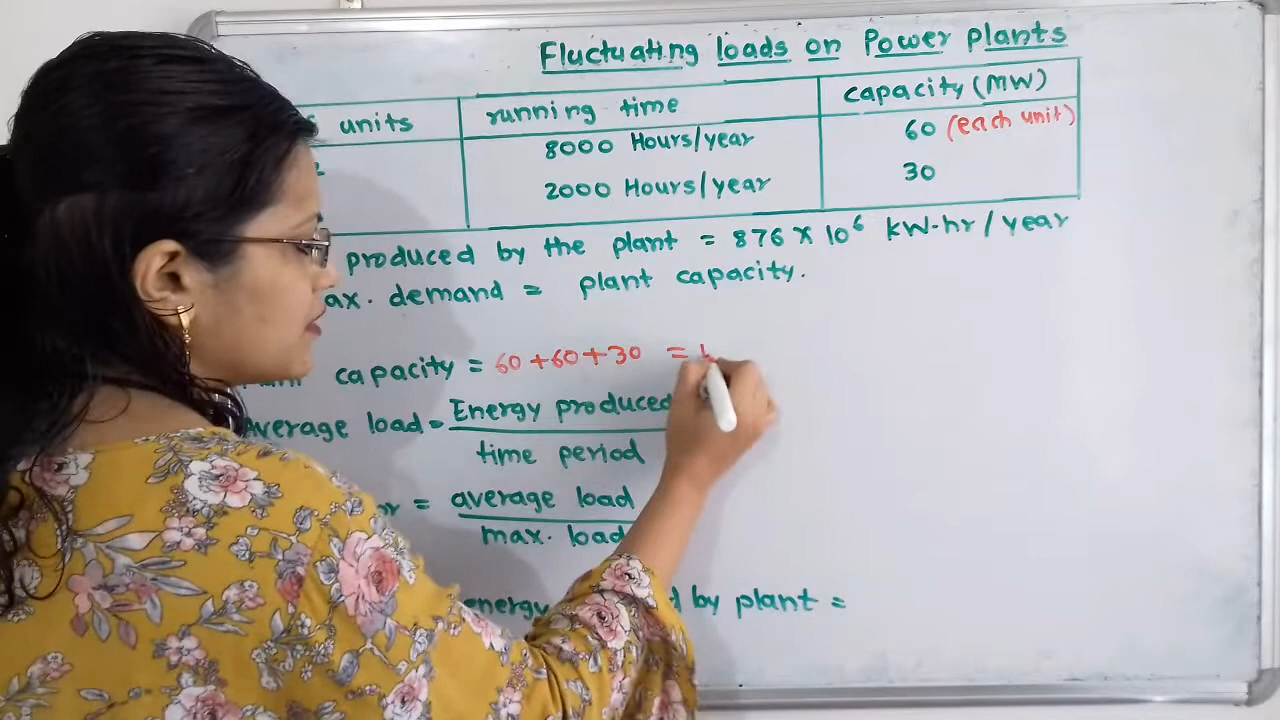 Fluctuating loads on Power Plants
units running time capacity (MW)
8000 Hours/year 60 (each unit)
2000 Hours/year 30
produced by the plant = 876 × 10⁶ kW-hr/year
ax. demand = plant capacity.
capacity = 60 + 60 + 30 =
Average load = Energy produced
time period
= average load
max. load
energy by plant =